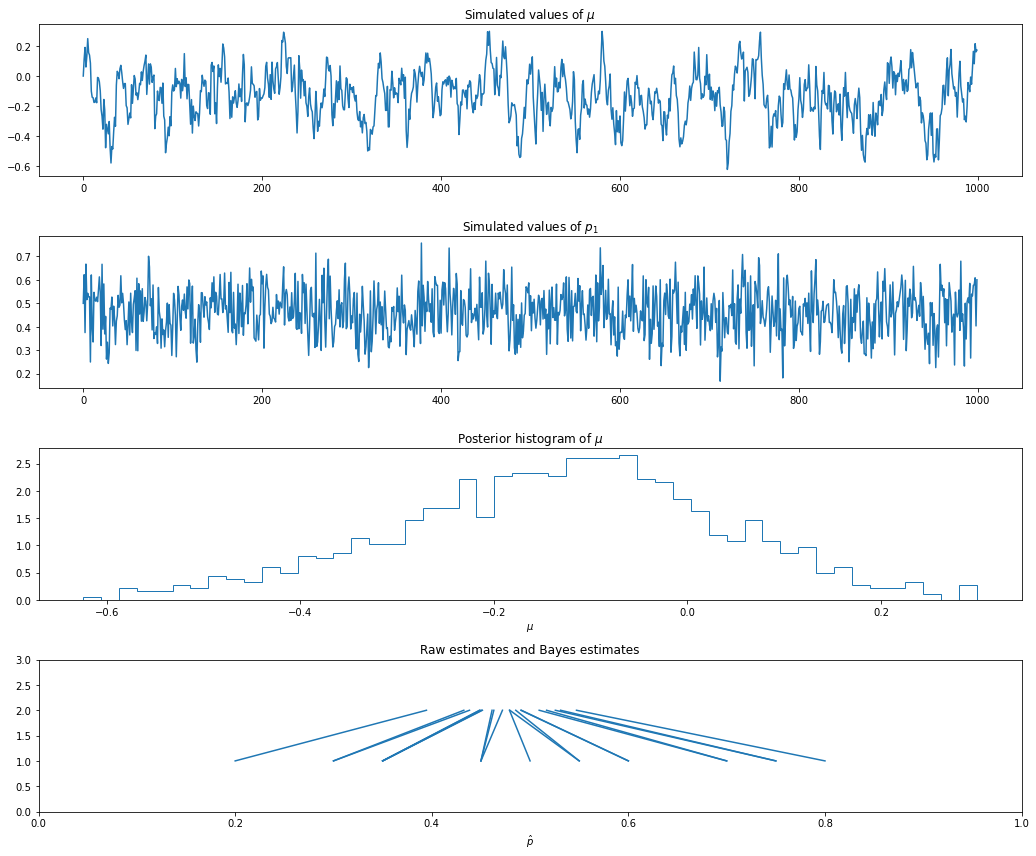 Simulated values of μ
0.2
0.0
−0.2
−0.4
−0.6
0 200 400 600 800 1000
Simulated values of p₁
0.7
0.6
0.5
0.4
0.3
0.2
0 200 400 600 800 1000
Posterior histogram of μ
2.5
2.0
1.5
1.0
0.5
0.0
−0.6 −0.4 −0.2 0.0 0.2
μ
Raw estimates and Bayes estimates
3.0
2.5
2.0
1.5
1.0
0.5
0.0
0.0 0.2 0.4 0.6 0.8 1.0
p̂